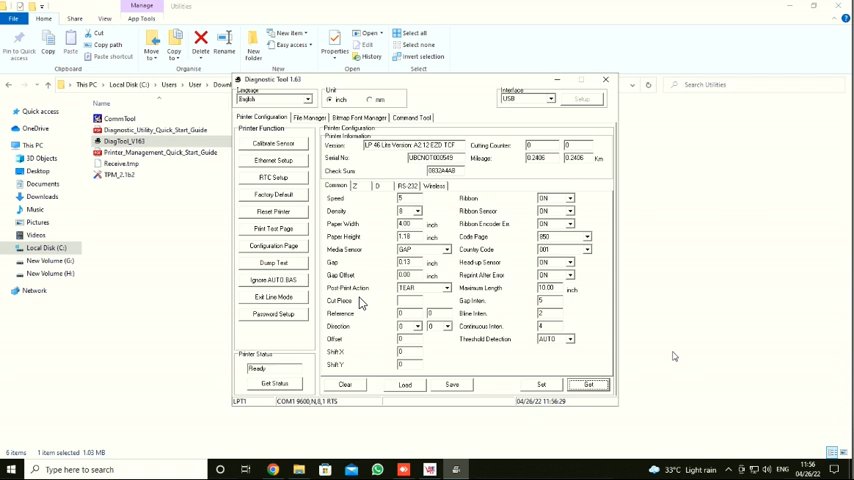 Manage
Utilities
File
Home
Share
View
App Tools
Pin to Quick access
Copy
Paste
Cut
Copy path
Paste shortcut
Move to
Copy to
Delete
Rename
New Folder
New item
Easy access
Properties
Open
Edit
History
Select all
Select none
Invert selection
Clipboard
Organise
New
Open
Select
This PC > Local Disk (C:) > Users > User > Downl
Search Utilities
Name
Quick access
OneDrive
This PC
3D Objects
Desktop
Documents
Downloads
Music
Pictures
Videos
Local Disk (C:)
New Volume (G:)
New Volume (H:)
Network
CommTool
Diagnostic_Utility_Quick_Start_Guide
DiagTool_V163
Printer_Management_Quick_Start_Guide
Receive.tmp
TPM_2.1b2
Diagnostic Tool 1.63
Language
English
Unit
inch
mm
Interface
USB
Setup
Printer Configuration
File Manager
Bitmap Font Manager
Command Tool
Printer Function
Calibrate Sensor
Ethernet Setup
RTC Setup
Factory Default
Reset Printer
Print Test Page
Configuration Page
Dump Text
Ignore AUTO.BAS
Exit Line Mode
Password Setup
Printer Status
Ready
Get Status
Printer Configuration
Printer Information
Version: LP 46 Lite Version: A2.12 EZD TCF
Cutting Counter: 0 0
Serial No: UBCNOT000549
Mileage: 0.2406 0.2406 Km
Check Sum 0832A4AB
Common Z D RS-232 Wireless
Speed 5 Ribbon ON
Density 8 Ribbon Sensor ON
Paper Width 4.00 inch Ribbon Encoder Err. ON
Paper Height 1.18 inch Code Page 850
Media Sensor GAP Country Code 001
Gap 0.13 inch Head-up Sensor ON
Gap Offset 0.00 inch Reprint After Error ON
Post-Print Action TEAR Maximum Length 10.00 inch
Cut Piece Gap Inten. 5
Reference 0 0 Bline Inten. 2
Direction 0 0 Continuous Inten. 4
Offset 0 Threshold Detection AUTO
Shift X 0
Shift Y 0
Clear Load Save Set Get
LPT1 COM1 9600,N,8,1 RTS 04/26/22 11:56:29
6 items 1 item selected 1.03 MB
Type here to search
33°C Light rain
ENG
11:56
04/26/22